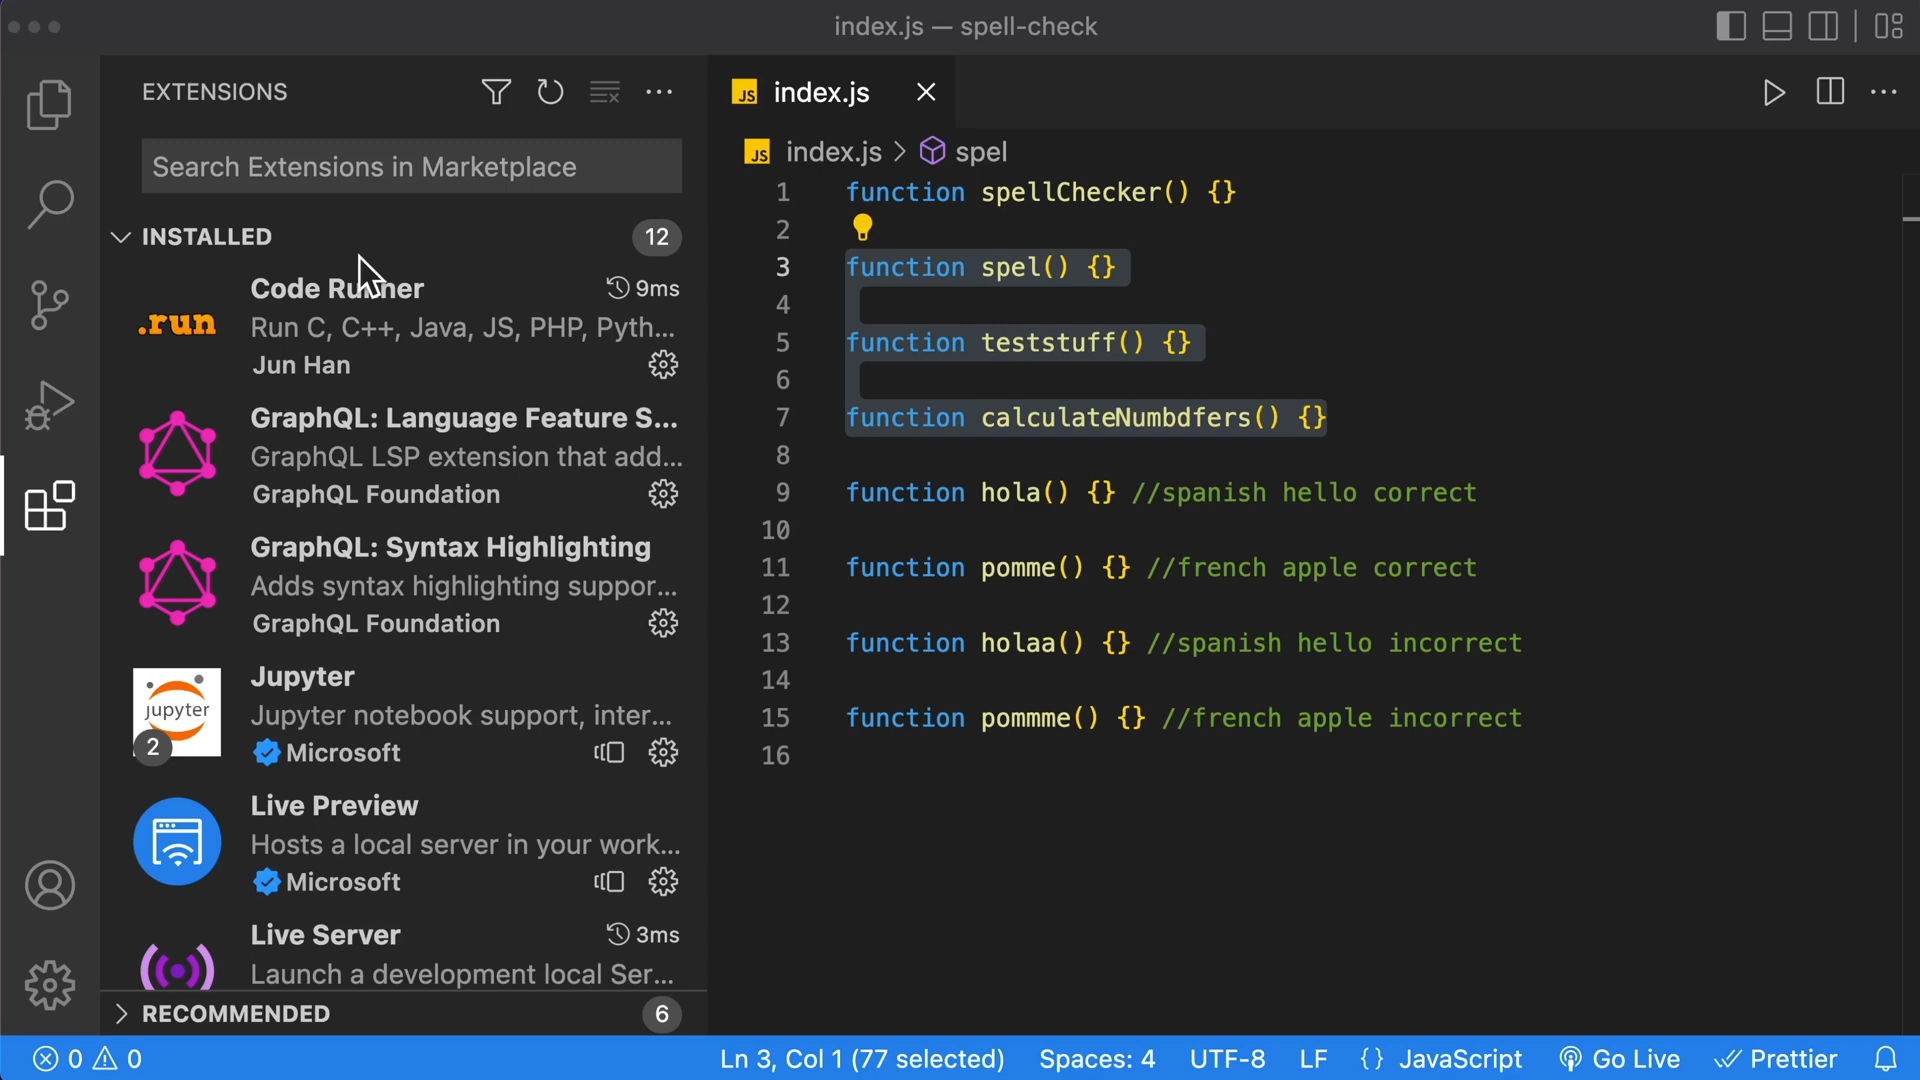 index.js — spell-check
EXTENSIONS
Search Extensions in Marketplace
INSTALLED
12
Code Runner
9ms
.run
Run C, C++, Java, JS, PHP, Pyth...
Jun Han
GraphQL: Language Feature S...
GraphQL LSP extension that add...
GraphQL Foundation
GraphQL: Syntax Highlighting
Adds syntax highlighting suppor...
GraphQL Foundation
Jupyter
jupyter
2
Jupyter notebook support, inter...
Microsoft
Live Preview
Hosts a local server in your work...
Microsoft
Live Server
3ms
Launch a development local Ser...
RECOMMENDED
6
JS index.js
JS index.js > spel
1 function spellChecker() {}
2
3 function spel() {}
4
5 function teststuff() {}
6
7 function calculateNumbdfers() {}
8
9 function hola() {} //spanish hello correct
10
11 function pomme() {} //french apple correct
12
13 function holaa() {} //spanish hello incorrect
14
15 function pommme() {} //french apple incorrect
16
0 0 Ln 3, Col 1 (77 selected) Spaces: 4 UTF-8 LF {} JavaScript Go Live Prettier